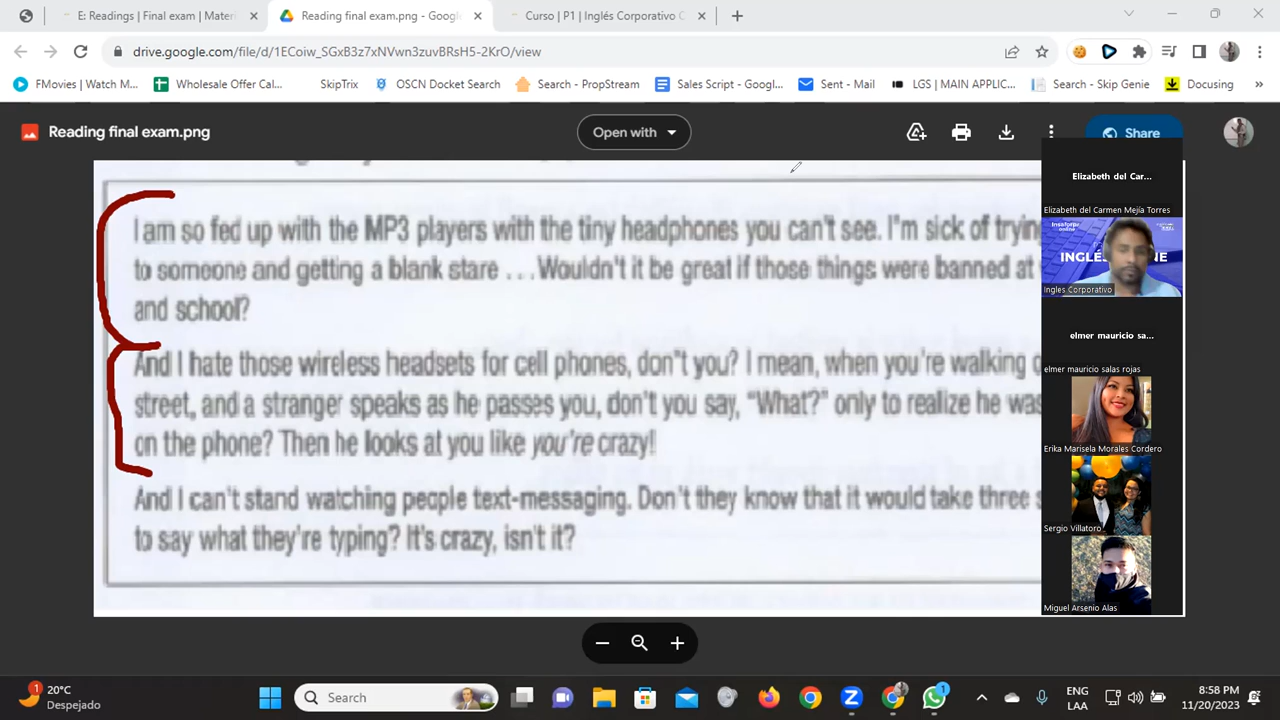 E: Readings | Final exam | Materi
Reading final exam.png - Google
Curso | P1 | Inglés Corporativo C
drive.google.com/file/d/1ECoiw_SGxB3z7xNVwn3zuvBRsH5-2KrO/view
FMovies | Watch M...
Wholesale Offer Cal...
SkipTrix
OSCN Docket Search
Search - PropStream
Sales Script - Googl...
Sent - Mail
LGS | MAIN APPLIC...
Search - Skip Genie
Docusing
»
Reading final exam.png
Open with
Share
Elizabeth del Car...
Elizabeth del Carmen Mejía Torres
I am so fed up with the MP3 players with the tiny headphones you can't see. I'm sick of trying
to someone and getting a blank stare . . . Wouldn't it be great if those things were banned at
and school?
INGLÉS ONLINE
Ingles Corporativo
elmer mauricio sa...
elmer mauricio salas rojas
And I hate those wireless headsets for cell phones, don"t you? I mean, when you're walking
street, and a stranger speaks as he passes you, don't you say, “What?” only to realize he was
on the phone? Then he looks at you like you're crazy!
Erika Marisela Morales Cordero
And I can't stand watching people text-messaging. Don't they know that it would take three
to say what they're typing? It's crazy, isn't it?
Sergio Villatoro
Miguel Arsenio Alas
1
20°C
Despejado
Search
1
ENG
LAA
8:58 PM
11/20/2023